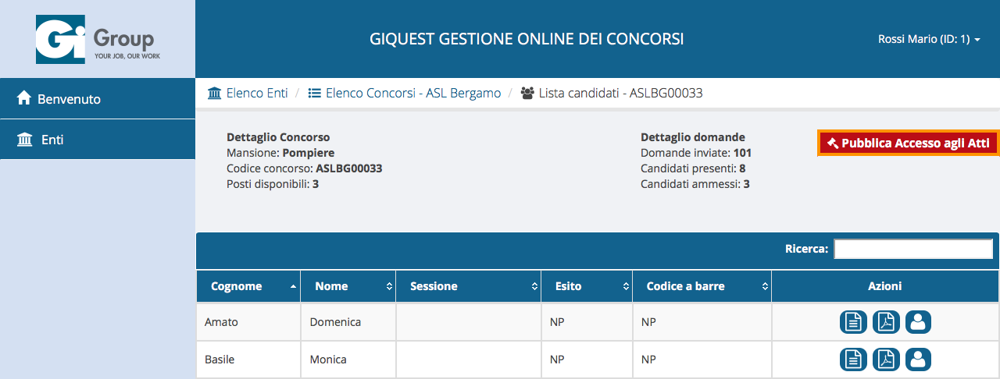 Gi Group
YOUR JOB, OUR WORK
GIQUEST GESTIONE ONLINE DEI CONCORSI
Rossi Mario (ID: 1)
Benvenuto
Enti
Elenco Enti / Elenco Concorsi - ASL Bergamo / Lista candidati - ASLBG00033
Dettaglio Concorso
Mansione: Pompiere
Codice concorso: ASLBG00033
Posti disponibili: 3
Dettaglio domande
Domande inviate: 101
Candidati presenti: 8
Candidati ammessi: 3
Pubblica Accesso agli Atti
Ricerca:
Cognome Nome Sessione Esito Codice a barre Azioni
Amato Domenica NP NP
Basile Monica NP NP